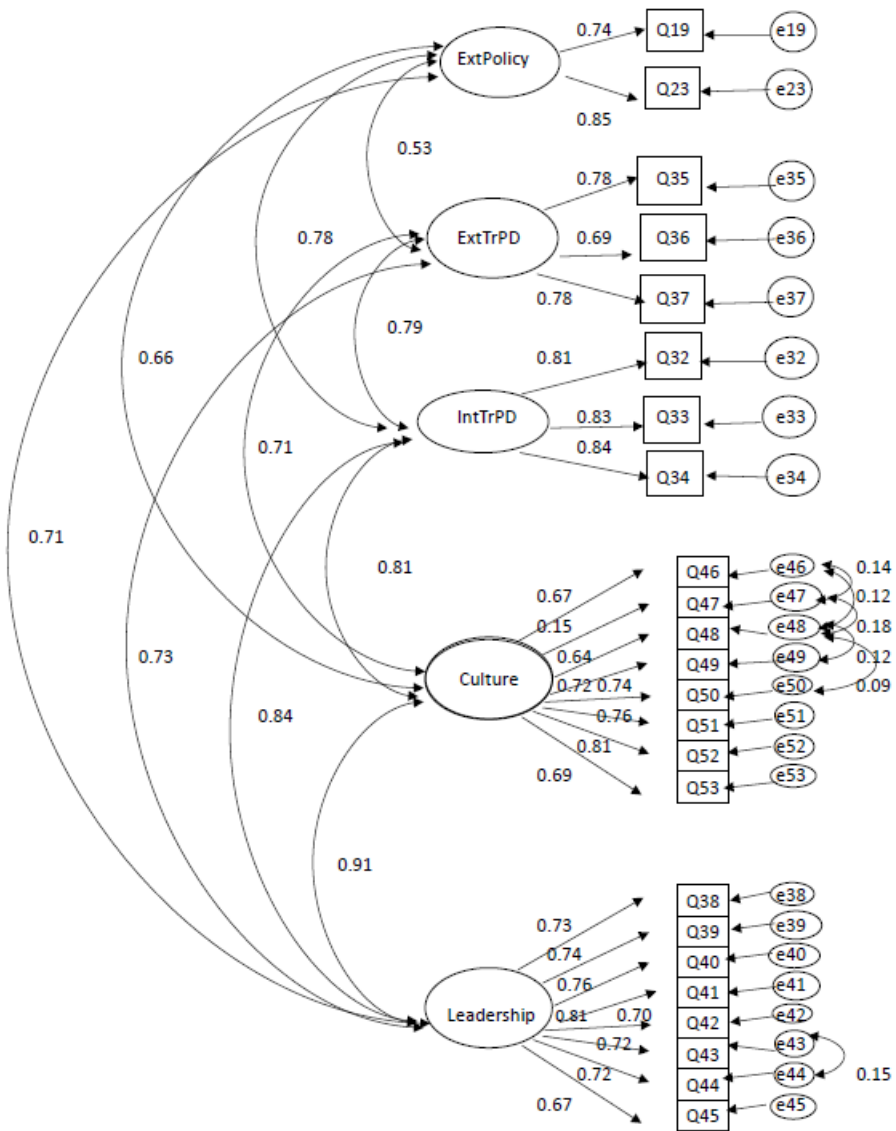 0.74 Q19 e19
ExtPolicy
Q23 e23
0.85
0.53
0.78 Q35 e35
0.78 ExtTrPD 0.69 Q36 e36
0.78 Q37 e37
0.79
0.66 0.81 Q32 e32
IntTrPD 0.83 Q33 e33
0.71 0.84
Q34 e34
0.71
0.81 Q46 e46 0.14
0.67 Q47 e47 0.12
0.15 Q48 e48 0.18
0.73 0.64 Q49 e49 0.12
Culture 0.72 0.74 Q50 e50 0.09
0.84 0.76 Q51 e51
0.81 Q52 e52
0.69 Q53 e53
0.91
Q38 e38
0.73 Q39 e39
0.74 Q40 e40
0.76 Q41 e41
Leadership 0.81 0.70 Q42 e42
0.72 Q43 e43
0.72 Q44 e44 0.15
0.67 Q45 e45